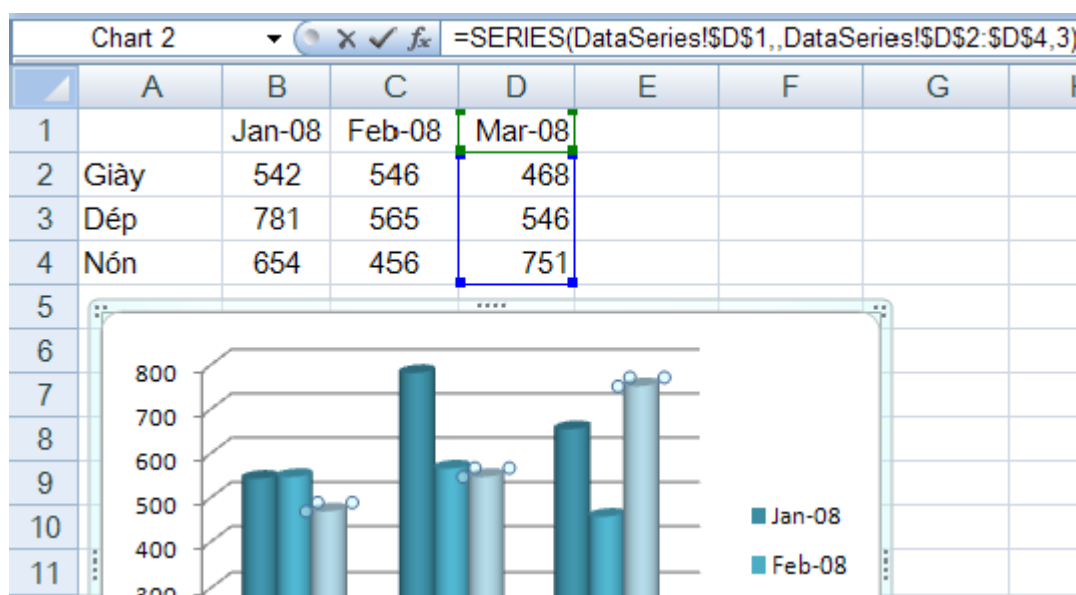 Chart 2 =SERIES(DataSeries!$D$1,,DataSeries!$D$2:$D$4,3)
A B C D E F G
1 Jan-08 Feb-08 Mar-08
2 Giày 542 546 468
3 Dép 781 565 546
4 Nón 654 456 751
5
6
7
8
9
10
11
800
700
600
500
400
300
Jan-08
Feb-08